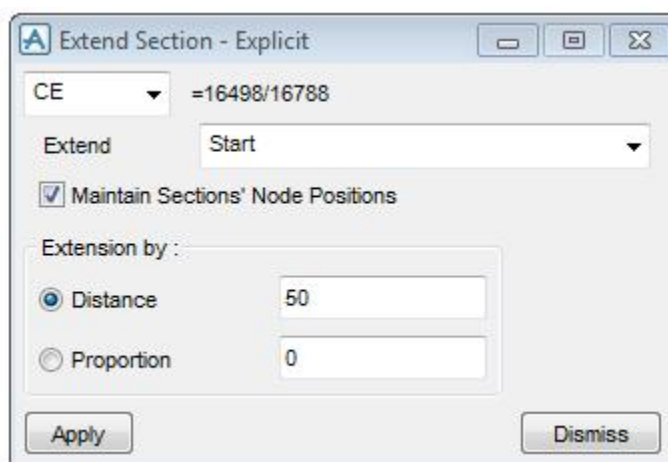 Extend Section - Explicit
CE =16498/16788
Extend Start
Maintain Sections' Node Positions
Extension by :
Distance 50
Proportion 0
Apply Dismiss